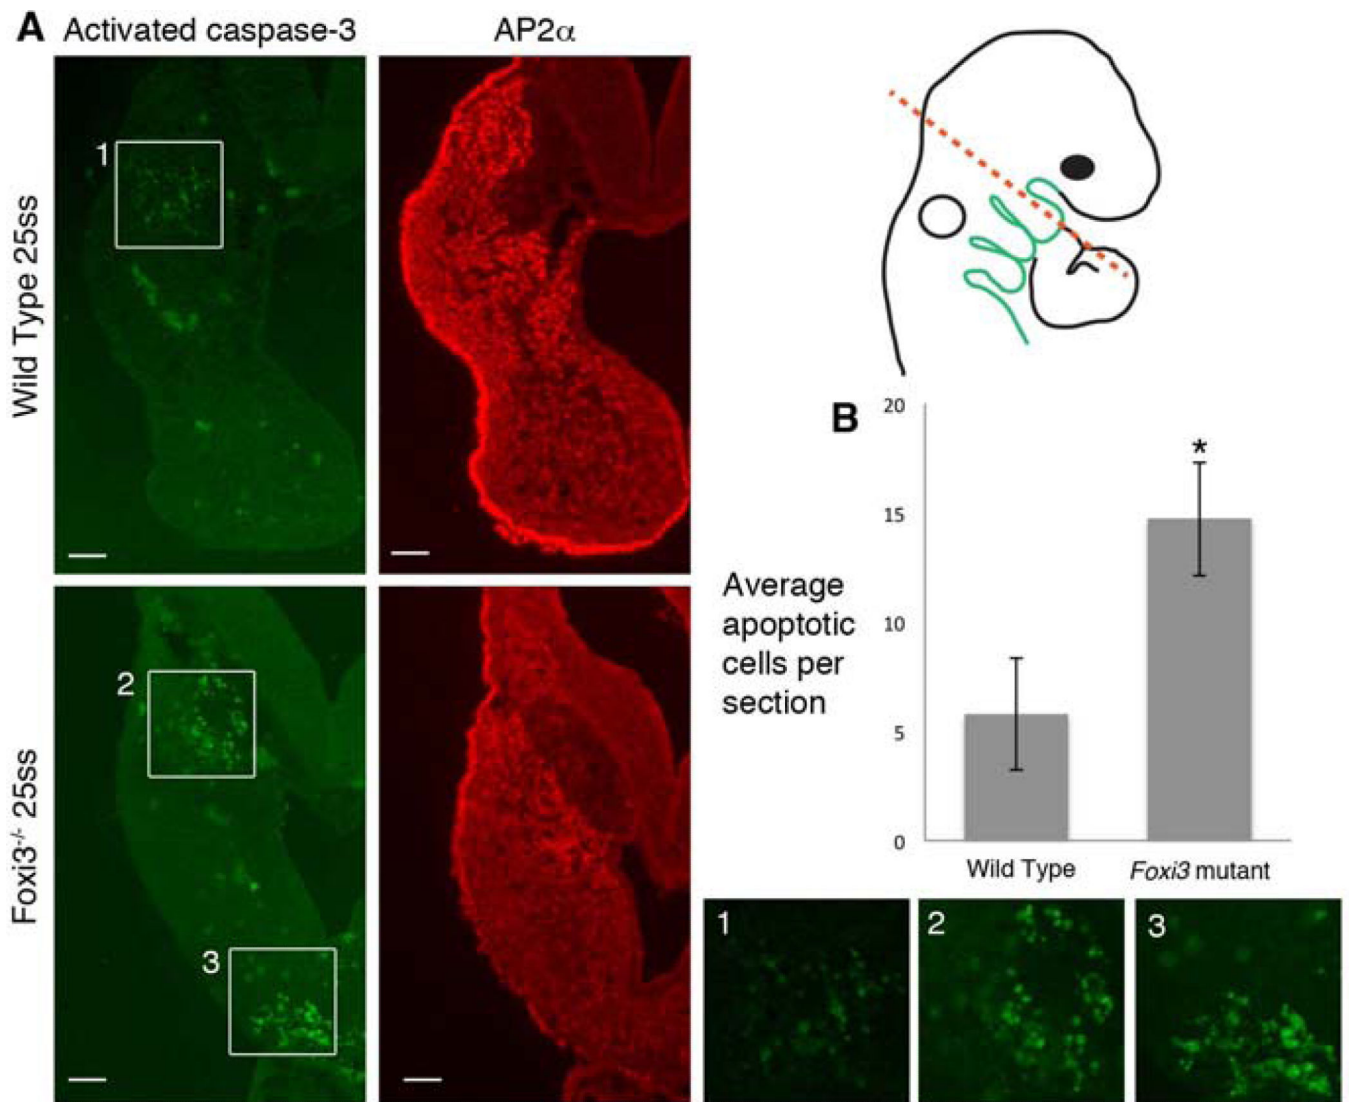 A
Activated caspase-3
AP2α
Wild Type 25ss
1
Foxi3-/- 25ss
2
3
B
20
15
10
5
0
*
Average
apoptotic
cells per
section
Wild Type
Foxi3 mutant
1
2
3